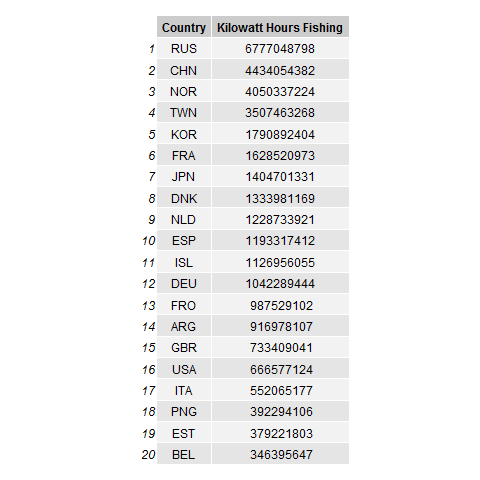 Country Kilowatt Hours Fishing
1 RUS 6777048798
2 CHN 4434054382
3 NOR 4050337224
4 TWN 3507463268
5 KOR 1790892404
6 FRA 1628520973
7 JPN 1404701331
8 DNK 1333981169
9 NLD 1228733921
10 ESP 1193317412
11 ISL 1126956055
12 DEU 1042289444
13 FRO 987529102
14 ARG 916978107
15 GBR 733409041
16 USA 666577124
17 ITA 552065177
18 PNG 392294106
19 EST 379221803
20 BEL 346395647